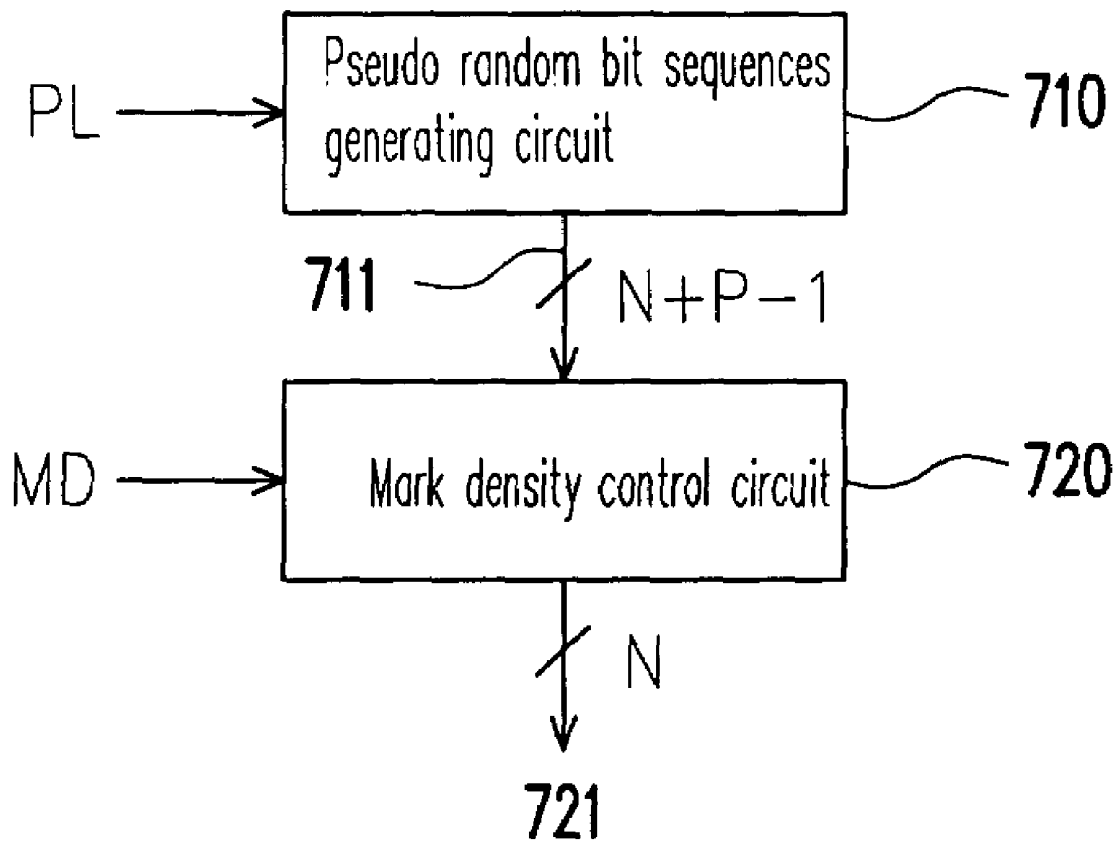 Pseudo random bit sequences
generating circuit
PL
710
711
N+P-1
MD
Mark density control circuit
720
N
721